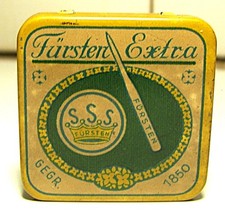 Fürsten Extra
FÜRSTEN
S.S.S.
FÜRSTEN
GEGR. 1850